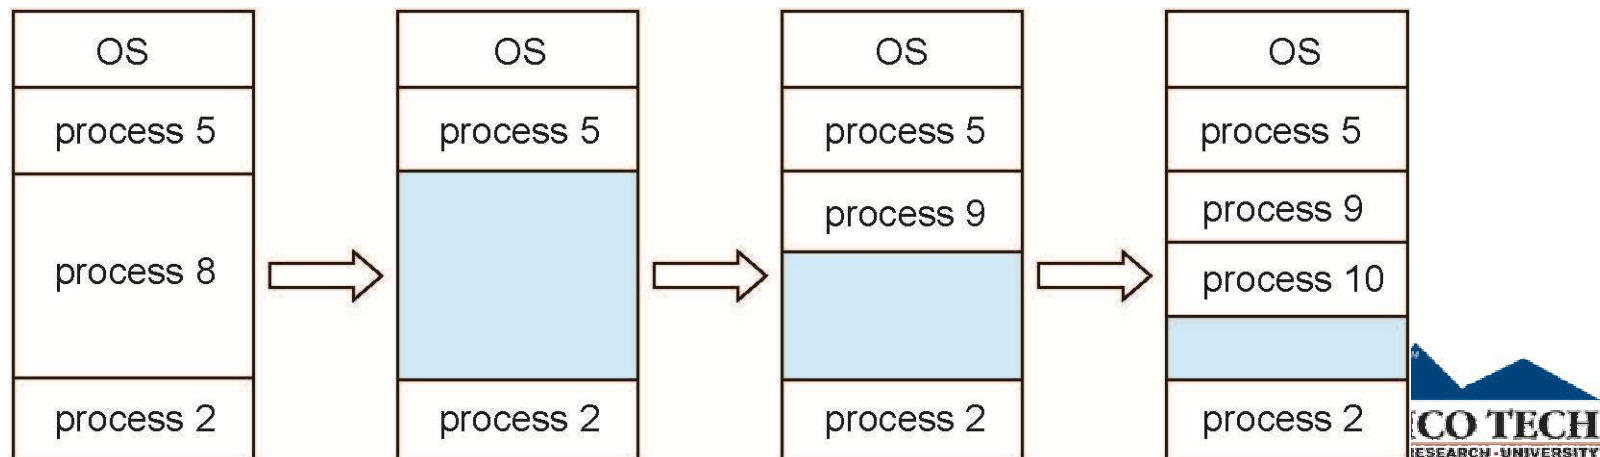 OS
process 5
process 8
process 2
OS
process 5
process 2
OS
process 5
process 9
process 2
OS
process 5
process 9
process 10
process 2
CO TECH
RESEARCH · UNIVERSITY